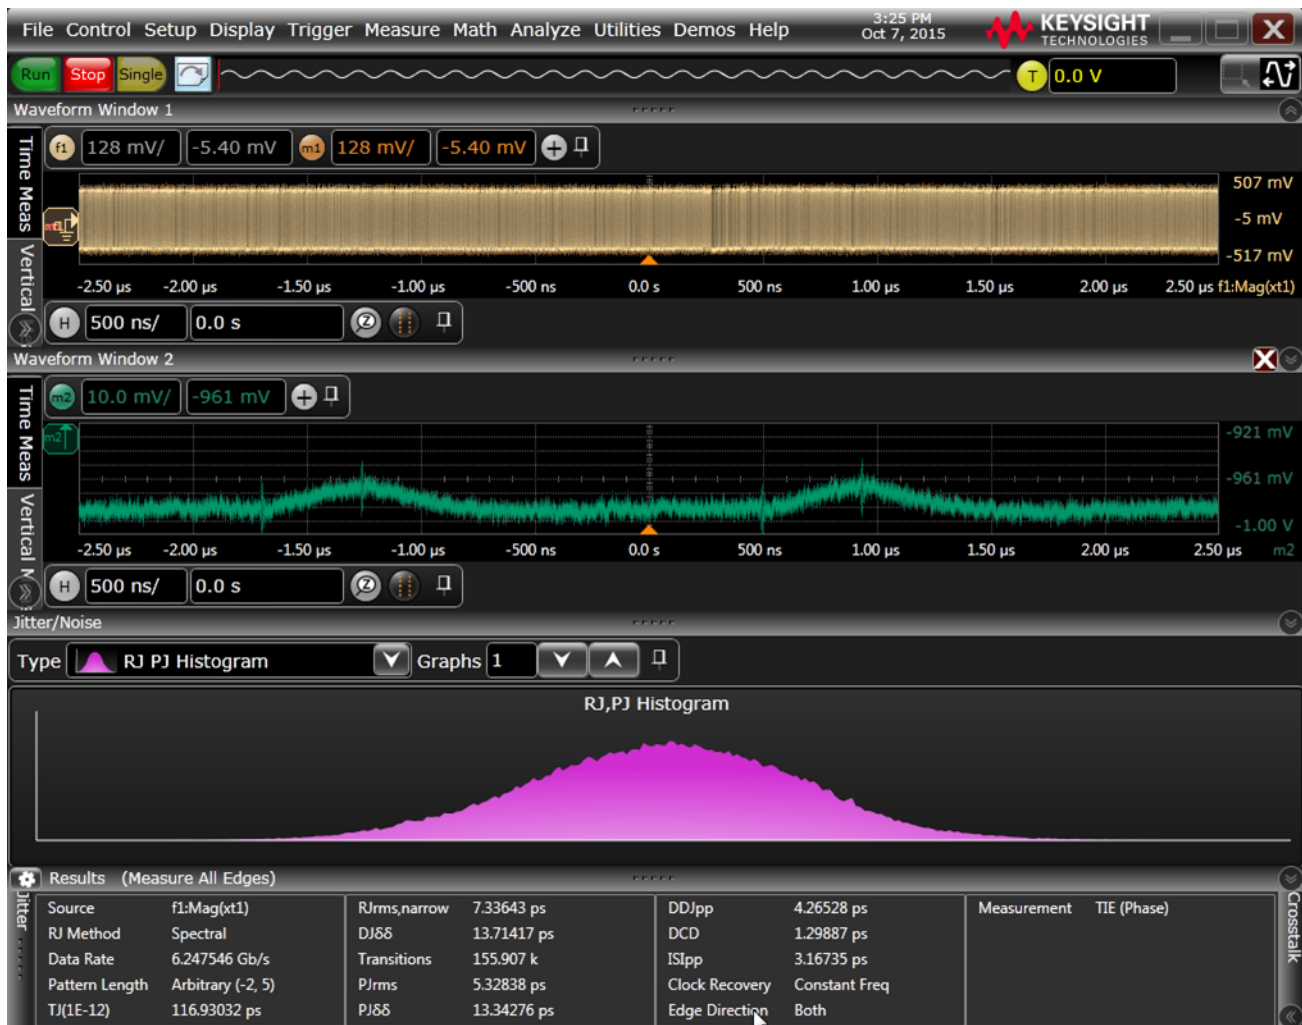 File Control Setup Display Trigger Measure Math Analyze Utilities Demos Help
3:25 PM
Oct 7, 2015
KEYSIGHT
TECHNOLOGIES
Run Stop Single
T 0.0 V
Waveform Window 1
Time Meas
Vertical
f1 128 mV/ -5.40 mV m1 128 mV/ -5.40 mV
507 mV
-5 mV
-517 mV
-2.50 µs -2.00 µs -1.50 µs -1.00 µs -500 ns 0.0 s 500 ns 1.00 µs 1.50 µs 2.00 µs 2.50 µs f1:Mag(xt1)
H 500 ns/ 0.0 s Z
Waveform Window 2
Time Meas
Vertical M
m2 10.0 mV/ -961 mV
m2
-921 mV
-961 mV
-1.00 V
-2.50 µs -2.00 µs -1.50 µs -1.00 µs -500 ns 0.0 s 500 ns 1.00 µs 1.50 µs 2.00 µs 2.50 µs m2
H 500 ns/ 0.0 s Z
Jitter/Noise
Type RJ PJ Histogram Graphs 1
RJ,PJ Histogram
Results (Measure All Edges)
Jitter
Source f1:Mag(xt1) RJrms,narrow 7.33643 ps DDJpp 4.26528 ps Measurement TIE (Phase)
RJ Method Spectral DJδδ 13.71417 ps DCD 1.29887 ps
Data Rate 6.247546 Gb/s Transitions 155.907 k ISIpp 3.16735 ps
Pattern Length Arbitrary (-2, 5) PJrms 5.32838 ps Clock Recovery Constant Freq
TJ(1E-12) 116.93032 ps PJδδ 13.34276 ps Edge Direction Both
Crosstalk